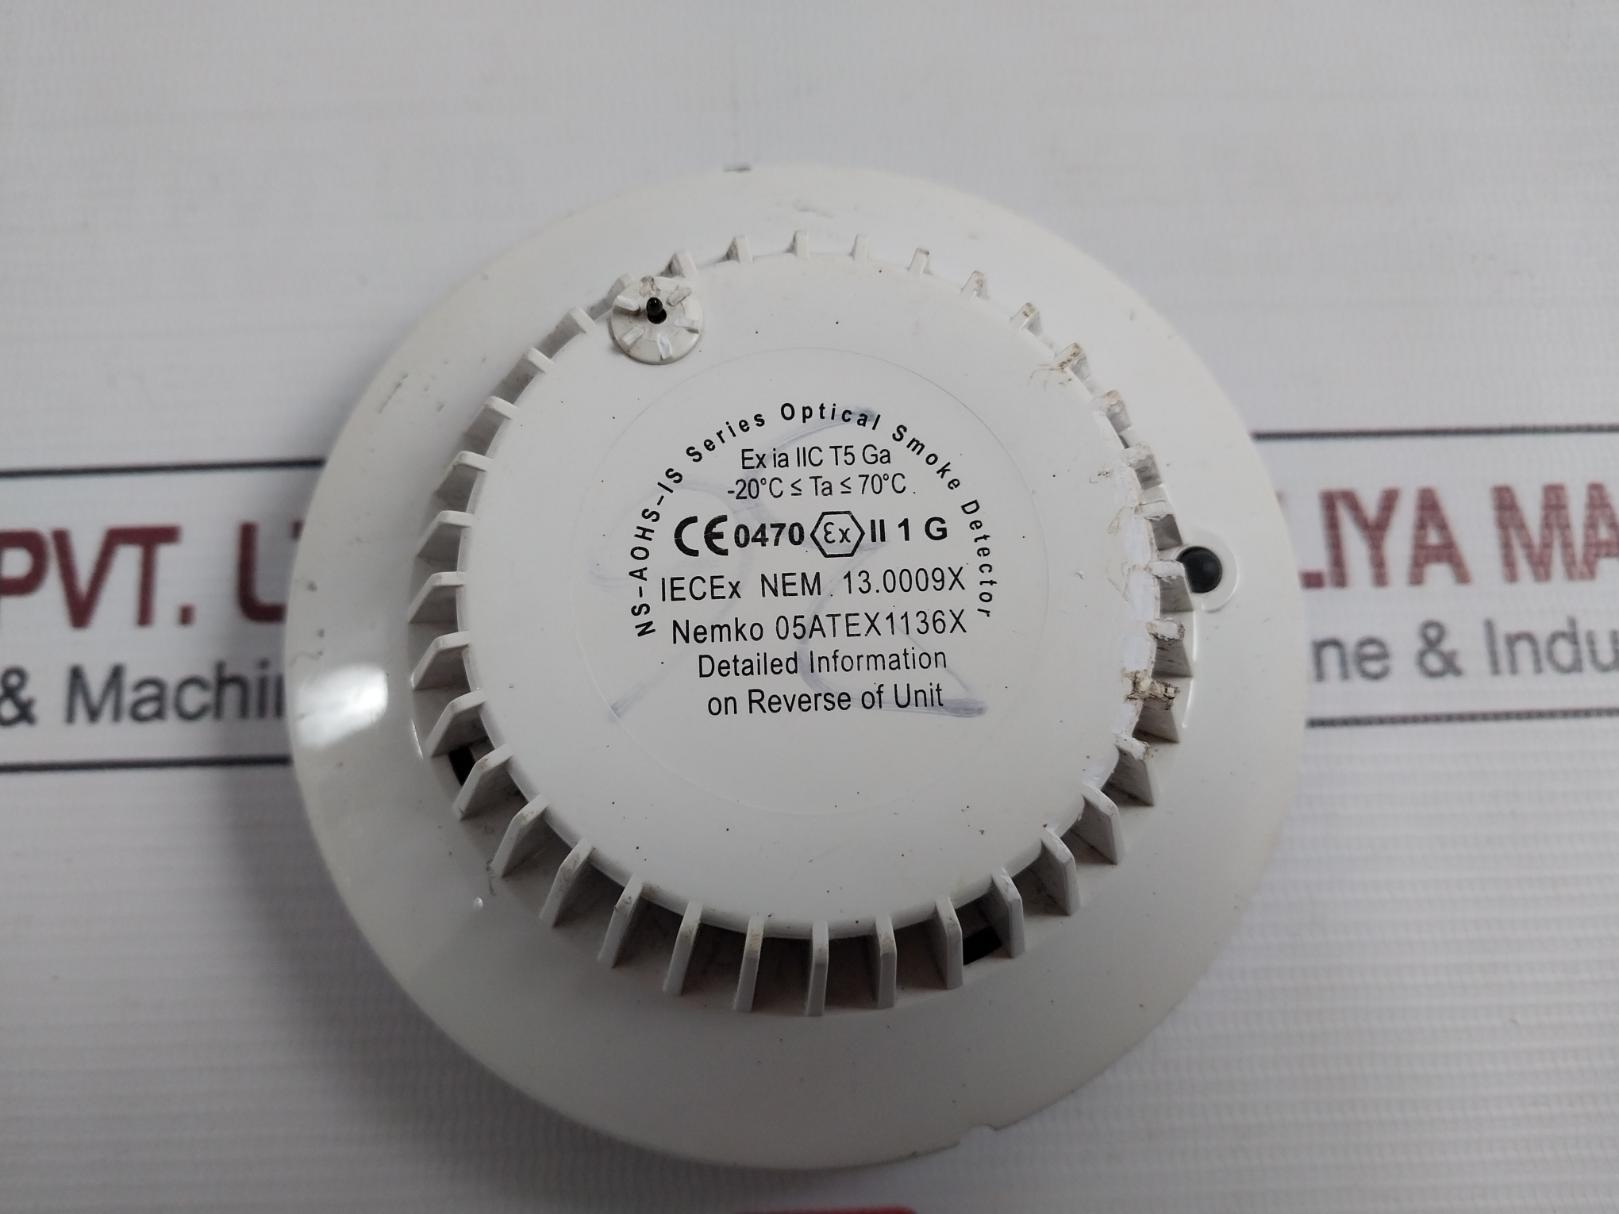 NS-AOHS-IS Series Optical Smoke Detector
Ex ia IIC T5 Ga
-20°C ≤ Ta ≤ 70°C
CE 0470 Ex II 1 G
IECEx NEM 13.0009X
Nemko 05ATEX1136X
Detailed Information
on Reverse of Unit
PVT.
LIYA MA
& Machi
ne & Indu